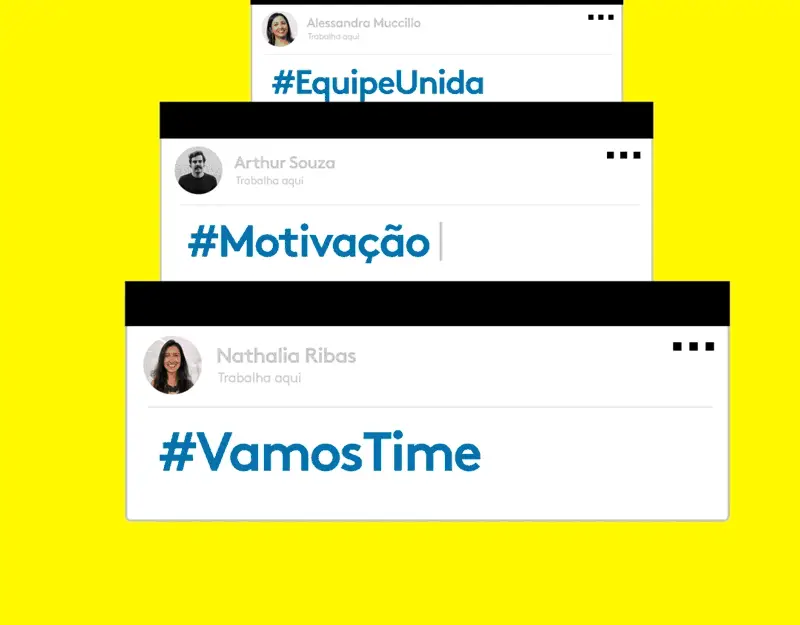 Alessandra Muccillo
Trabalha aqui
#EquipeUnida
Arthur Souza
Trabalha aqui
#Motivação
Nathalia Ribas
Trabalha aqui
#VamosTime